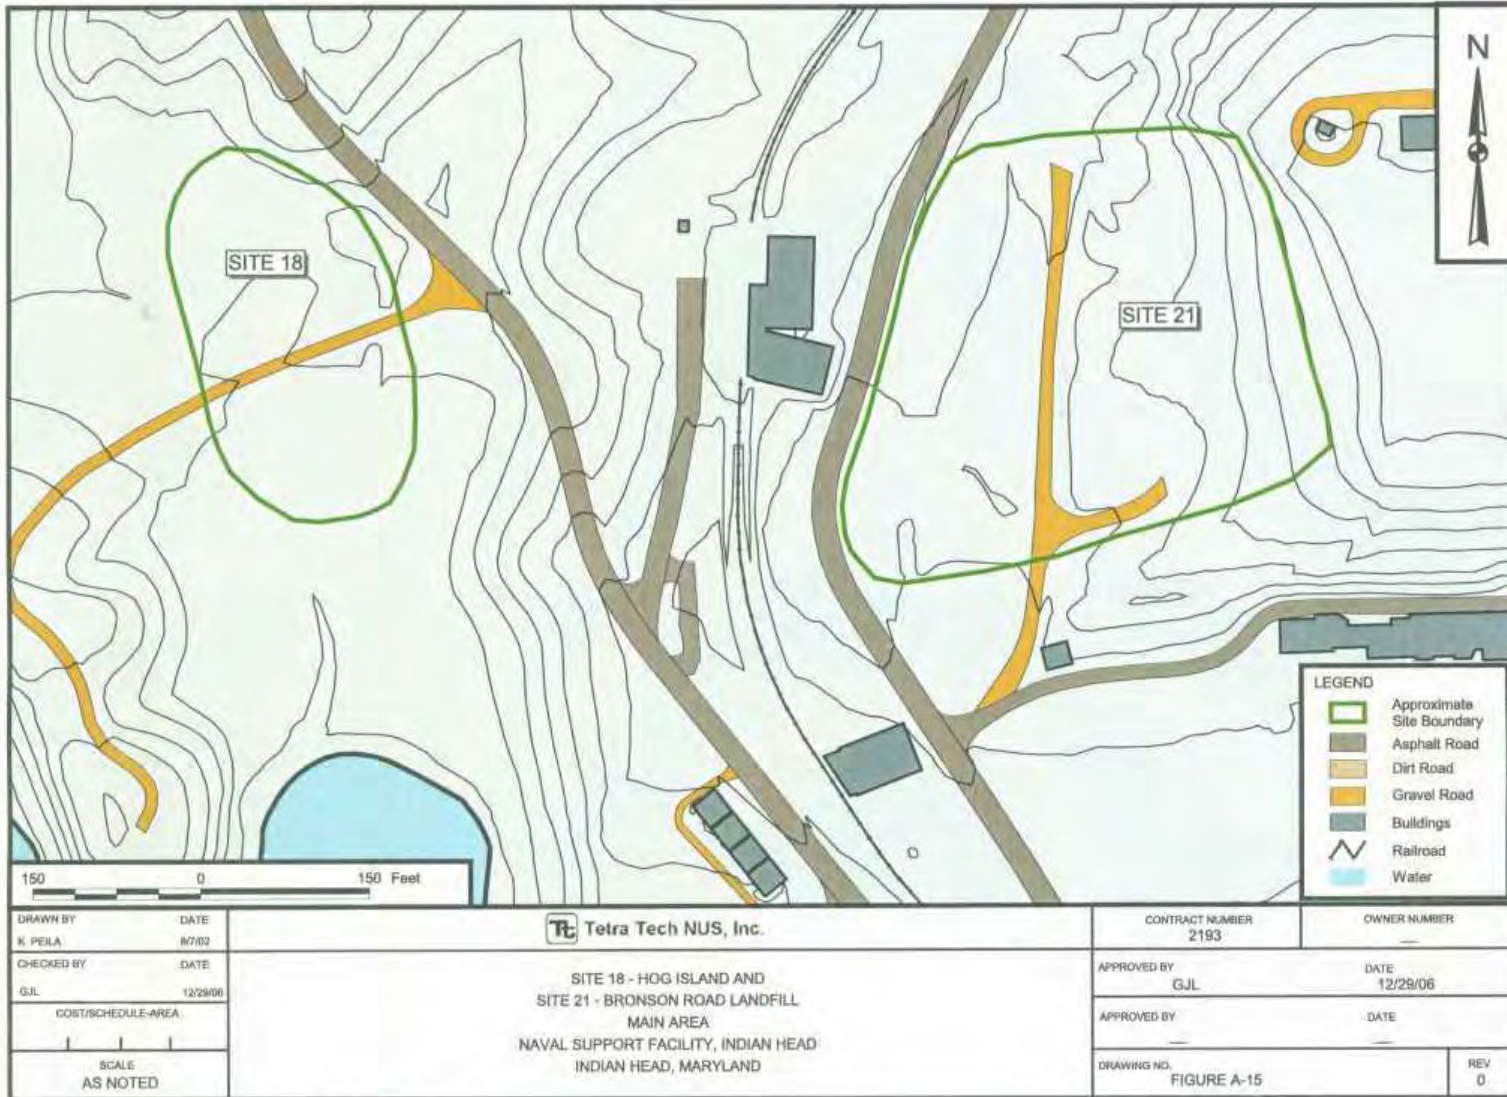 N
SITE 18
SITE 21
LEGEND
Approximate
Site Boundary
Asphalt Road
Dirt Road
Gravel Road
Buildings
Railroad
Water
150 0 150 Feet
DRAWN BY DATE
K. PEILA 8/7/02
CHECKED BY DATE
GJL 12/29/06
COST/SCHEDULE-AREA
SCALE
AS NOTED
Tt Tetra Tech NUS, Inc.
SITE 18 - HOG ISLAND AND
SITE 21 - BRONSON ROAD LANDFILL
MAIN AREA
NAVAL SUPPORT FACILITY, INDIAN HEAD
INDIAN HEAD, MARYLAND
CONTRACT NUMBER
2193
OWNER NUMBER
APPROVED BY DATE
GJL 12/29/06
APPROVED BY DATE
DRAWING NO.
FIGURE A-15
REV
0